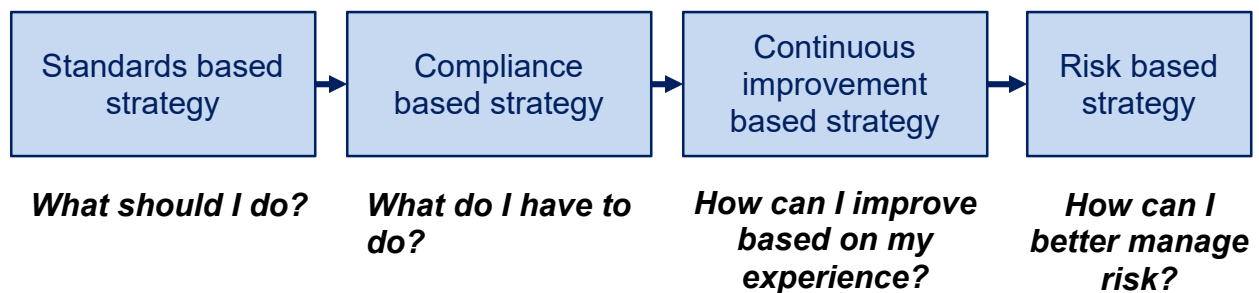 Standards based
strategy
Compliance
based strategy
Continuous
improvement
based strategy
Risk based
strategy
What should I do?
What do I have to
do?
How can I improve
based on my
experience?
How can I
better manage
risk?